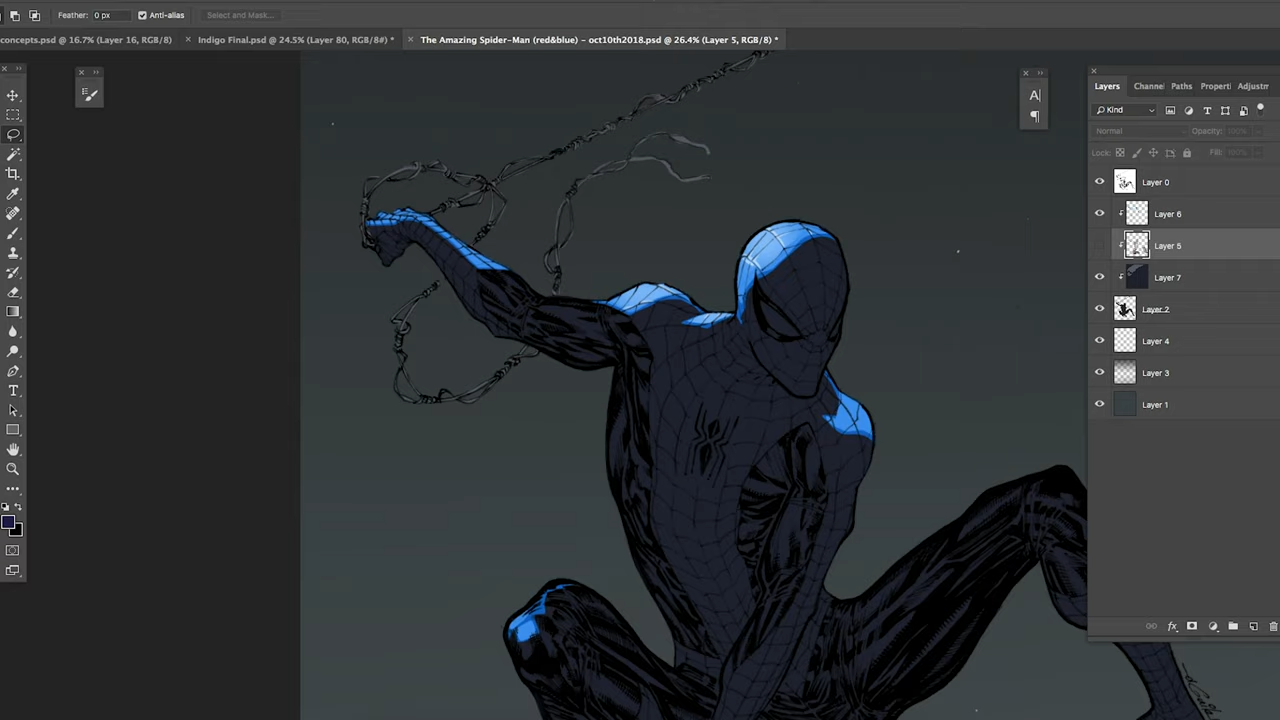 Feather: 0 px Anti-alias Select and Mask...
concepts.psd @ 16.7% (Layer 16, RGB/8) Indigo Final.psd @ 24.5% (Layer 80, RGB/8#) * The Amazing Spider-Man (red&blue) – oct10th2018.psd @ 26.4% (Layer 5, RGB/8) *
Layers Channe Paths Properti Adjustm
Kind
Normal Opacity: 100%
Lock: Fill: 100%
Layer 0
Layer 6
Layer 5
Layer 7
Layer 2
Layer 4
Layer 3
Layer 1